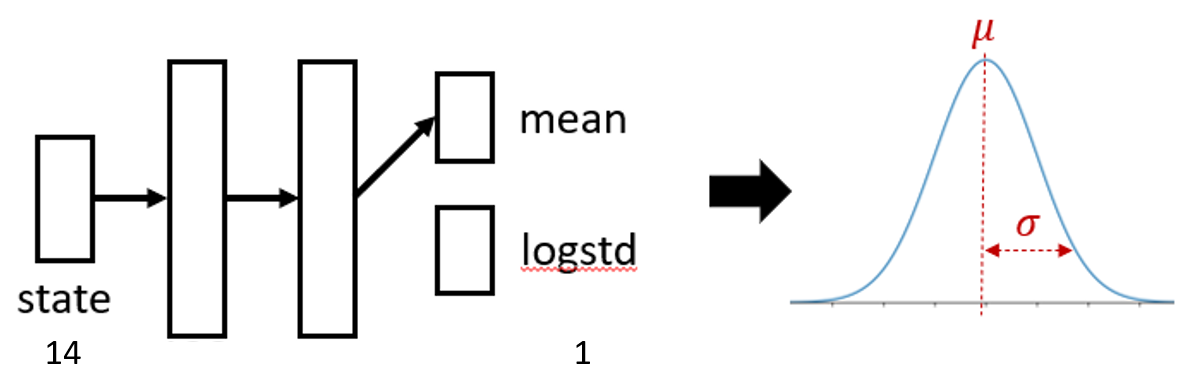 state
14
mean
logstd
1
μ
σ